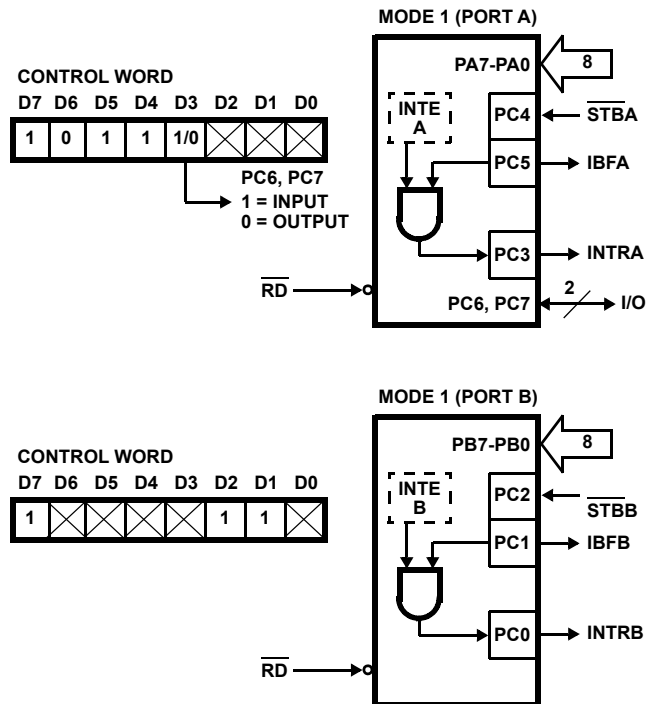 MODE 1 (PORT A)
CONTROL WORD
D7 D6 D5 D4 D3 D2 D1 D0
1 0 1 1 1/0
PC6, PC7
1 = INPUT
0 = OUTPUT
PA7-PA0
8
INTE
A
PC4
STBA
PC5
IBFA
PC3
INTRA
RD
PC6, PC7
2
I/O
MODE 1 (PORT B)
CONTROL WORD
D7 D6 D5 D4 D3 D2 D1 D0
1 1 1
PB7-PB0
8
INTE
B
PC2
STBB
PC1
IBFB
PC0
INTRB
RD